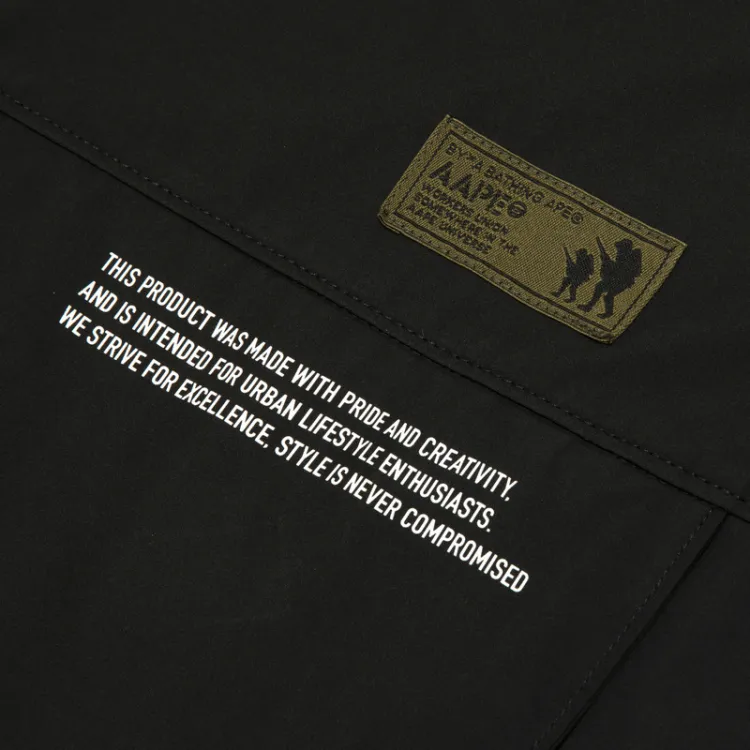 BY *A BATHING APE®
AAPE®
WORKERS UNION
SOMEWHERE IN THE
AAPE UNIVERSE
THIS PRODUCT WAS MADE WITH PRIDE AND CREATIVITY,
AND IS INTENDED FOR URBAN LIFESTYLE ENTHUSIASTS.
WE STRIVE FOR EXCELLENCE, STYLE IS NEVER COMPROMISED